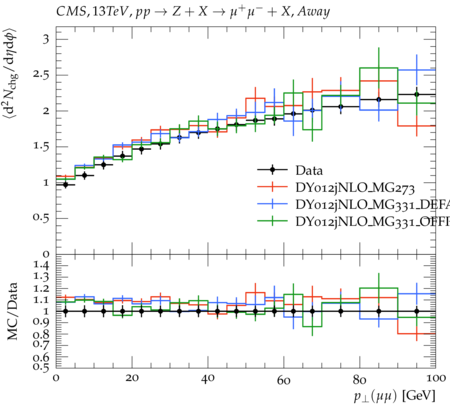 CMS, 13TeV, pp → Z + X → μ⁺μ⁻ + X, Away
⟨d²N_chg/dηdϕ⟩
3
2.5
2
1.5
1
0.5
0
Data
DY012jNLO_MG273
DY012jNLO_MG331_DEFA
DY012jNLO_MG331_OFFI
MC/Data
1.4
1.3
1.2
1.1
1
0.9
0.8
0.7
0.6
0.5
0 20 40 60 80 100
p⊥(μμ) [GeV]